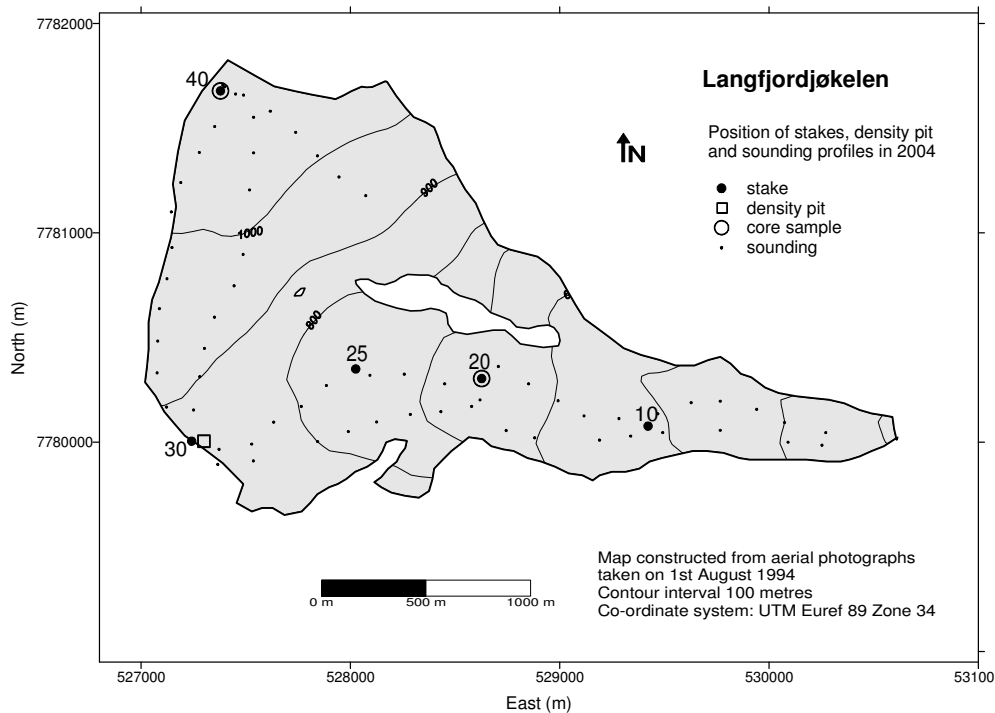 7782000
40
Langfjordjøkelen
N
Position of stakes, density pit
and sounding profiles in 2004
stake
density pit
core sample
sounding
900
1000
7781000
North (m)
800
25
20
10
30
7780000
Map constructed from aerial photographs
taken on 1st August 1994
Contour interval 100 metres
Co-ordinate system: UTM Euref 89 Zone 34
0 m
500 m
1000 m
527000
528000
529000
530000
53100
East (m)